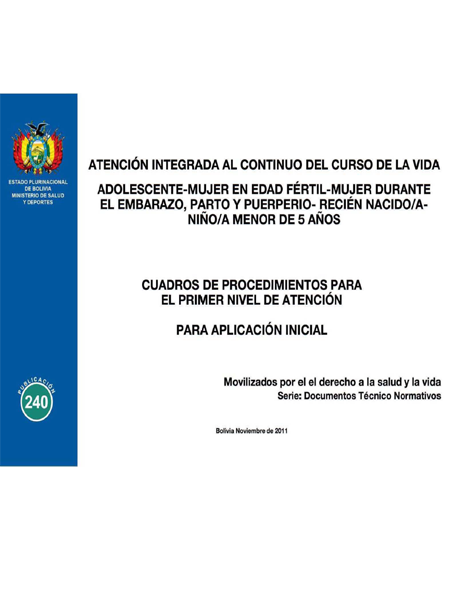 ESTADO PLURINACIONAL
DE BOLIVIA
MINISTERIO DE SALUD
Y DEPORTES
ATENCIÓN INTEGRADA AL CONTINUO DEL CURSO DE LA VIDA
ADOLESCENTE-MUJER EN EDAD FÉRTIL-MUJER DURANTE
EL EMBARAZO, PARTO Y PUERPERIO- RECIÉN NACIDO/A-
NIÑO/A MENOR DE 5 AÑOS
CUADROS DE PROCEDIMIENTOS PARA
EL PRIMER NIVEL DE ATENCIÓN
PARA APLICACIÓN INICIAL
Movilizados por el el derecho a la salud y la vida
Serie: Documentos Técnico Normativos
PUBLICACIÓN
240
Bolivia Noviembre de 2011